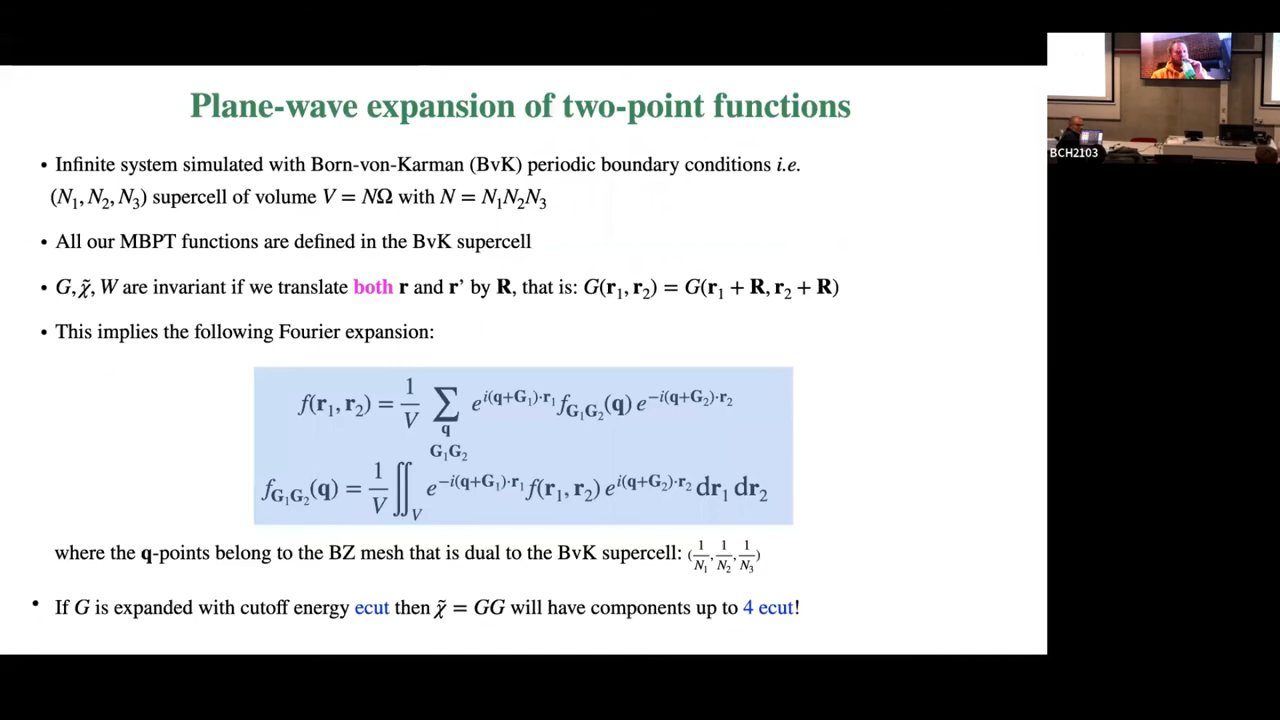 Plane-wave expansion of two-point functions
• Infinite system simulated with Born-von-Karman (BvK) periodic boundary conditions i.e.
(N₁, N₂, N₃) supercell of volume V = NΩ with N = N₁N₂N₃
• All our MBPT functions are defined in the BvK supercell
• G, χ̃, W are invariant if we translate both r and r’ by R, that is: G(r₁, r₂) = G(r₁ + R, r₂ + R)
• This implies the following Fourier expansion:
f(r₁, r₂) = 1/V ∑_{q G₁G₂} e^{i(q+G₁)·r₁} f_{G₁G₂}(q) e^{−i(q+G₂)·r₂}
f_{G₁G₂}(q) = 1/V ∬_V e^{−i(q+G₁)·r₁} f(r₁, r₂) e^{i(q+G₂)·r₂} dr₁ dr₂
where the q-points belong to the BZ mesh that is dual to the BvK supercell: (1/N₁, 1/N₂, 1/N₃)
• If G is expanded with cutoff energy ecut then χ̃ = GG will have components up to 4 ecut!
BCH2103